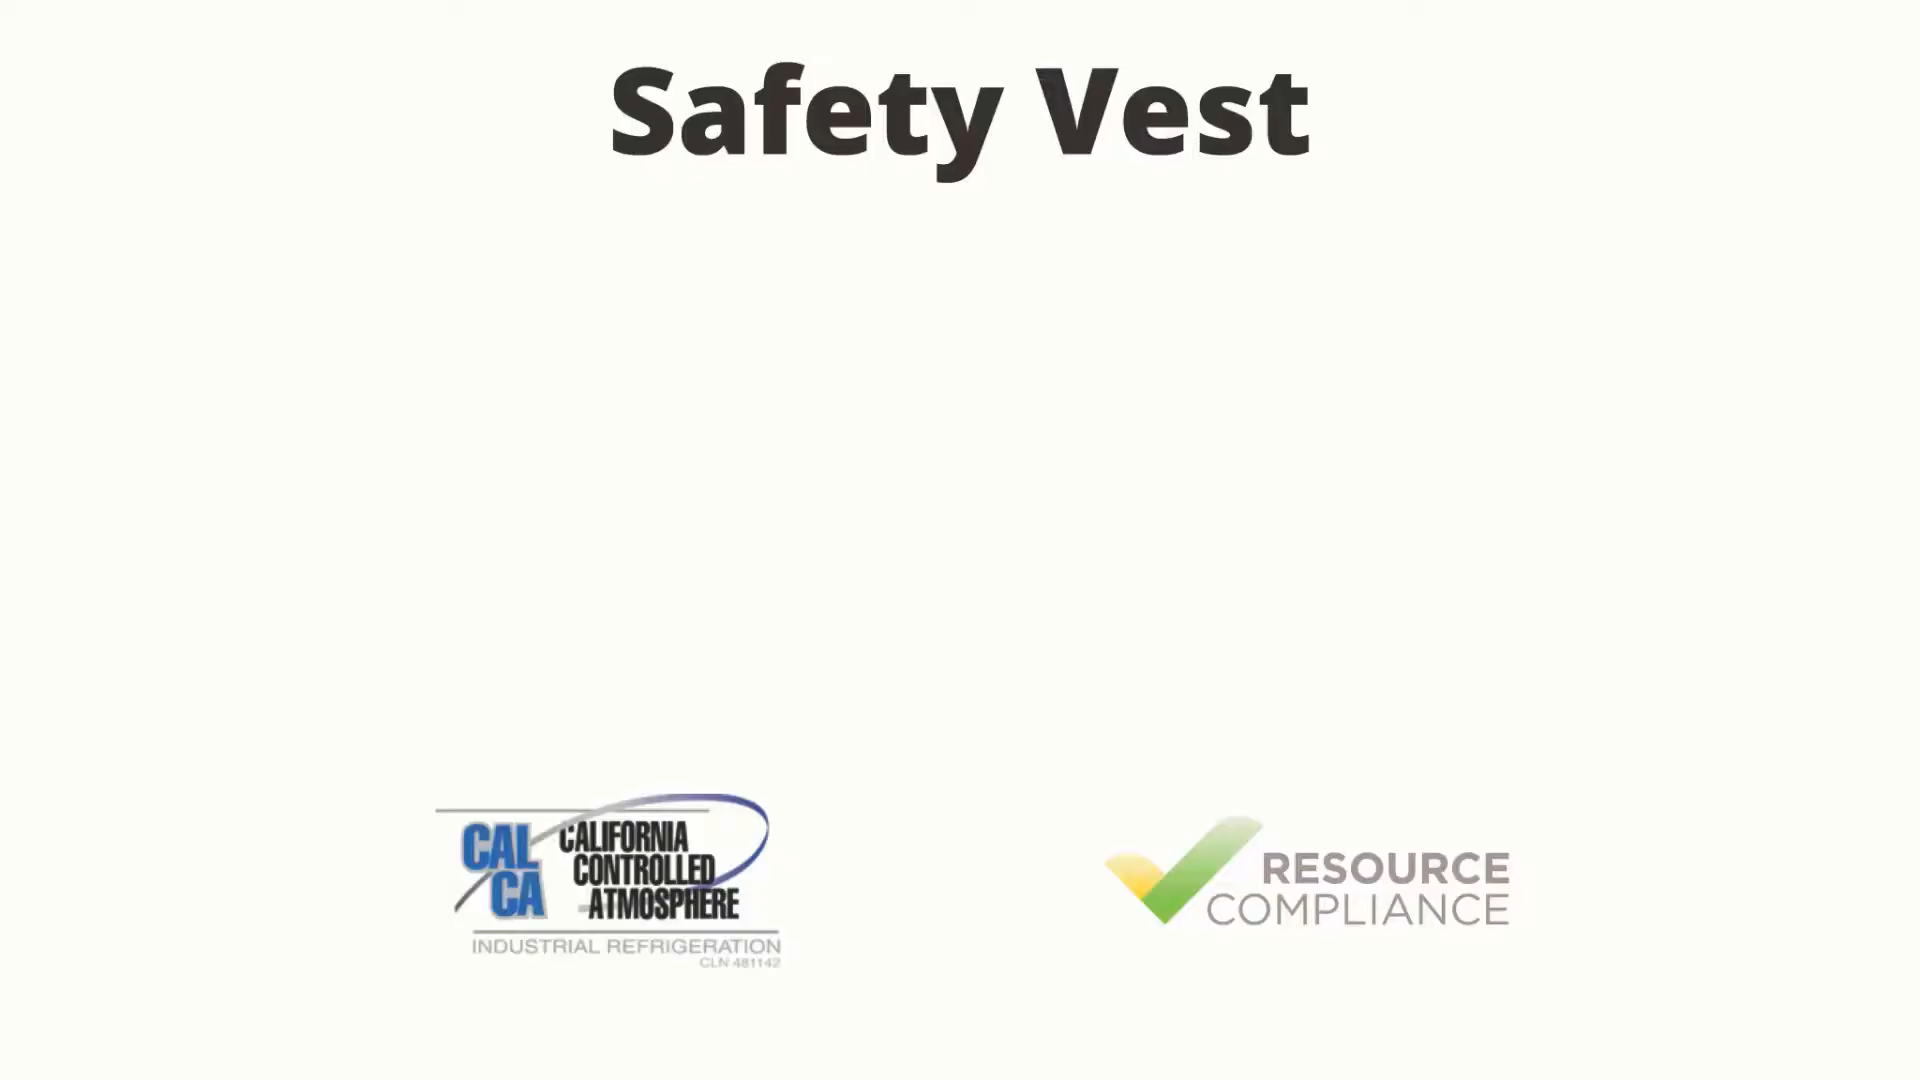 Safety Vest
CAL
CA
CALIFORNIA
CONTROLLED
ATMOSPHERE
INDUSTRIAL REFRIGERATION
CLN 481142
RESOURCE
COMPLIANCE